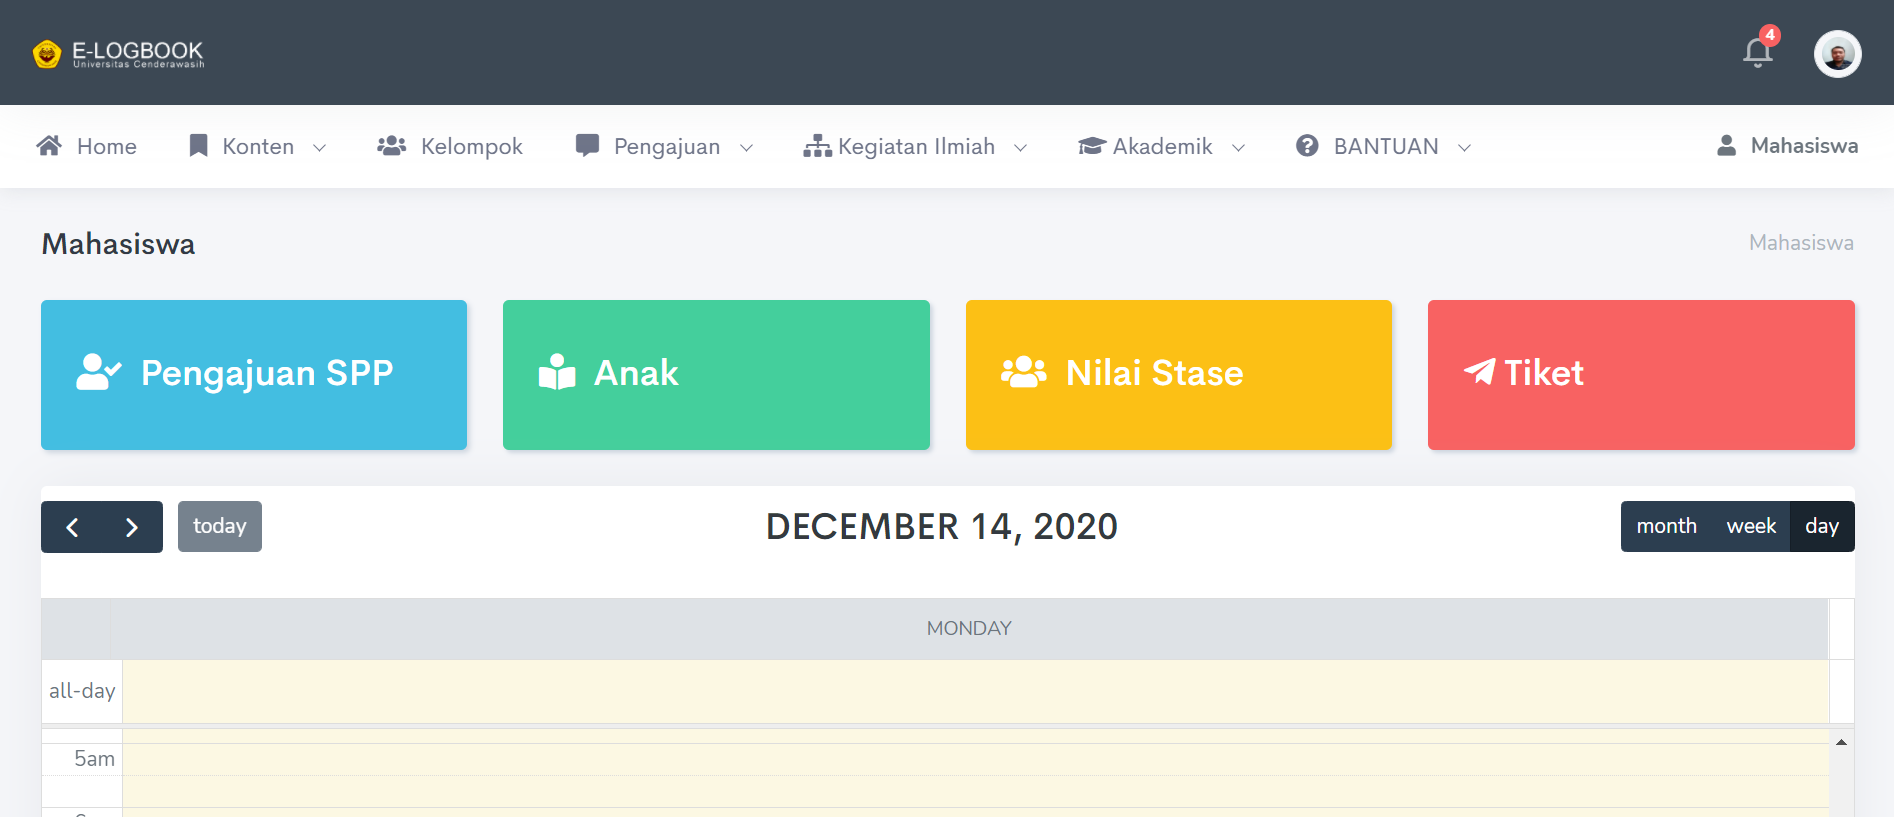 E-LOGBOOK
Universitas Cenderawasih
4
Home
Konten
Kelompok
Pengajuan
Kegiatan Ilmiah
Akademik
BANTUAN
Mahasiswa
Mahasiswa
Mahasiswa
Pengajuan SPP
Anak
Nilai Stase
Tiket
today
DECEMBER 14, 2020
month
week
day
MONDAY
all-day
5am